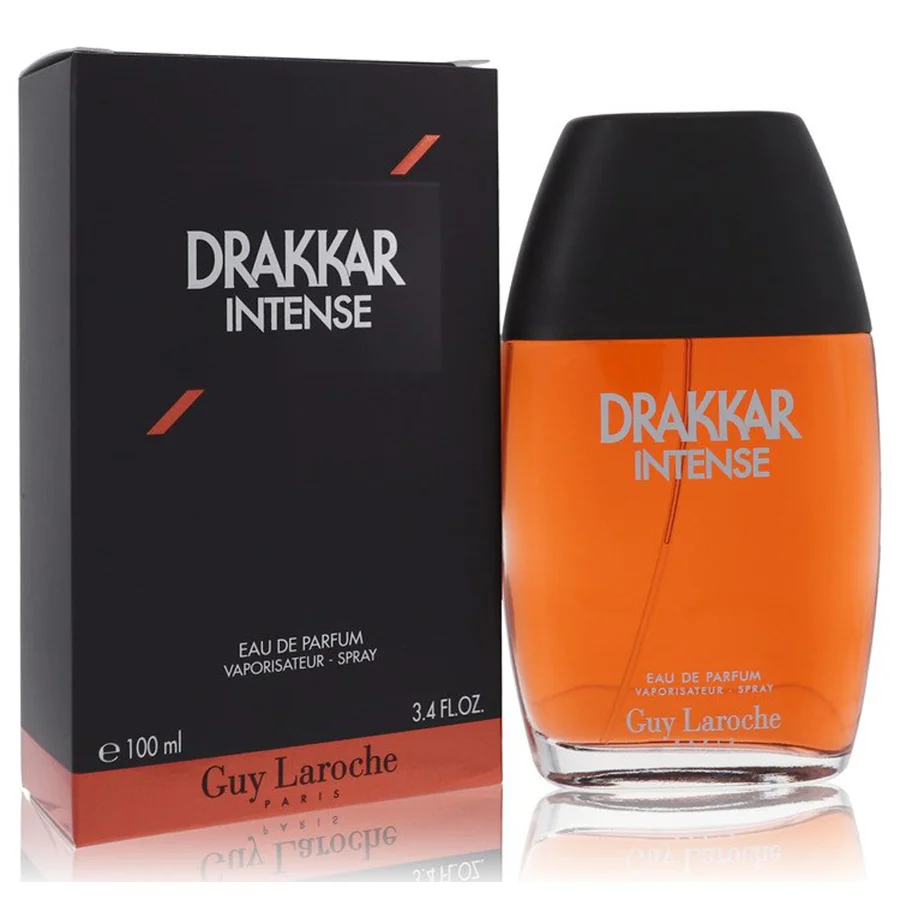 DRAKKAR
INTENSE
EAU DE PARFUM
VAPORISATEUR - SPRAY
3.4 FL.OZ.
e 100 ml
Guy Laroche
PARIS
DRAKKAR
INTENSE
EAU DE PARFUM
VAPORISATEUR - SPRAY
Guy Laroche